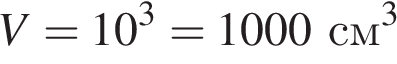 V = 10³ = 1000 см³